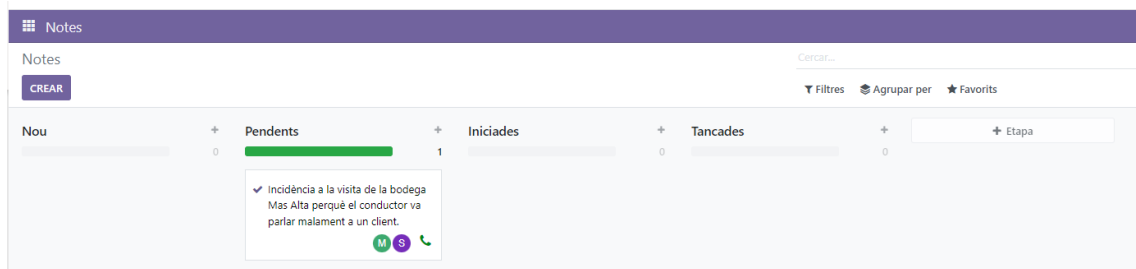 Notes
Notes
Cercar...
CREAR
Filtres Agrupar per Favorits
Nou + Pendents + Iniciades + Tancades + + Etapa
0 1 0 0
Incidència a la visita de la bodega
Mas Alta perquè el conductor va
parlar malament a un client.
M S